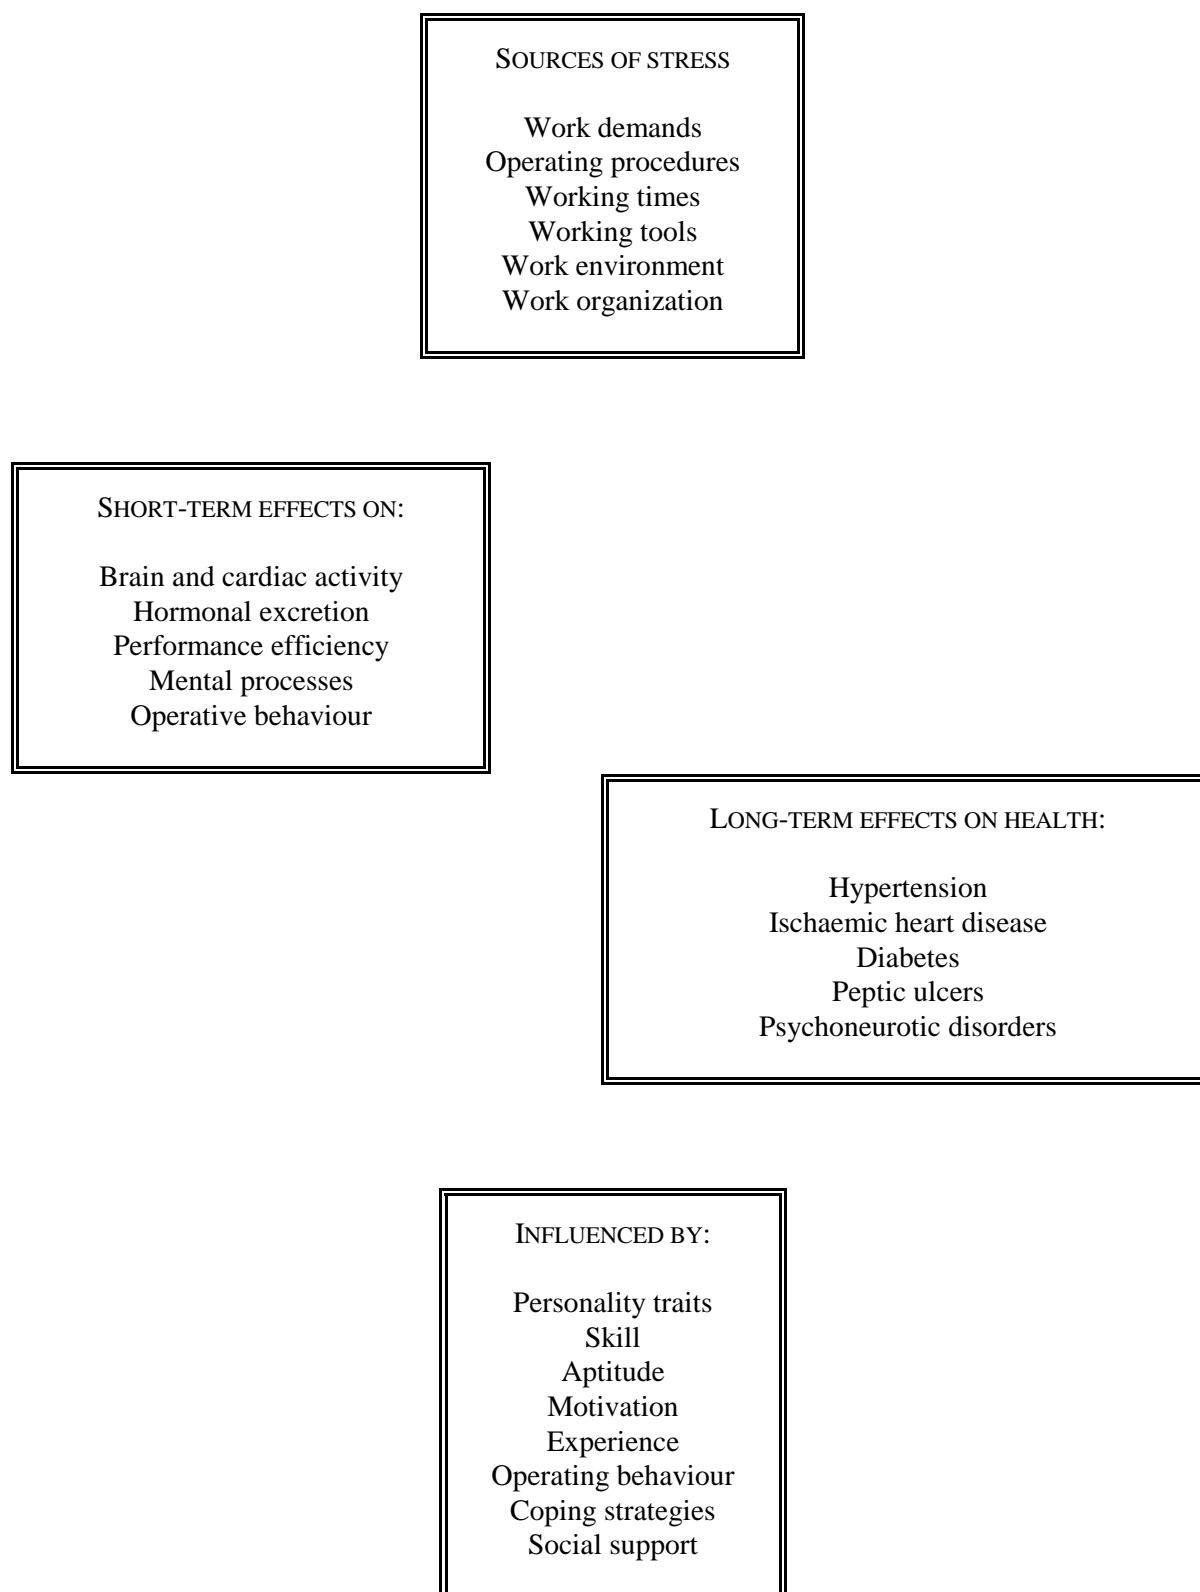 SOURCES OF STRESS
Work demands
Operating procedures
Working times
Working tools
Work environment
Work organization
SHORT-TERM EFFECTS ON:
Brain and cardiac activity
Hormonal excretion
Performance efficiency
Mental processes
Operative behaviour
LONG-TERM EFFECTS ON HEALTH:
Hypertension
Ischaemic heart disease
Diabetes
Peptic ulcers
Psychoneurotic disorders
INFLUENCED BY:
Personality traits
Skill
Aptitude
Motivation
Experience
Operating behaviour
Coping strategies
Social support